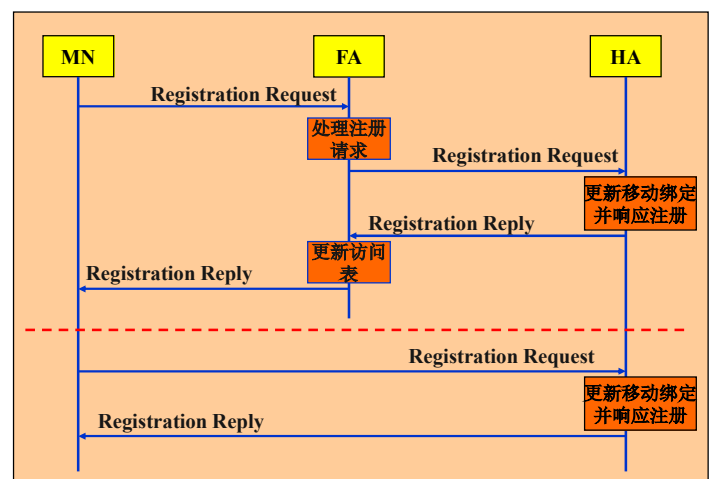 MN
FA
HA
Registration Request
处理注册
请求
Registration Request
更新移动绑定
并响应注册
Registration Reply
更新访问
表
Registration Reply
Registration Request
更新移动绑定
并响应注册
Registration Reply